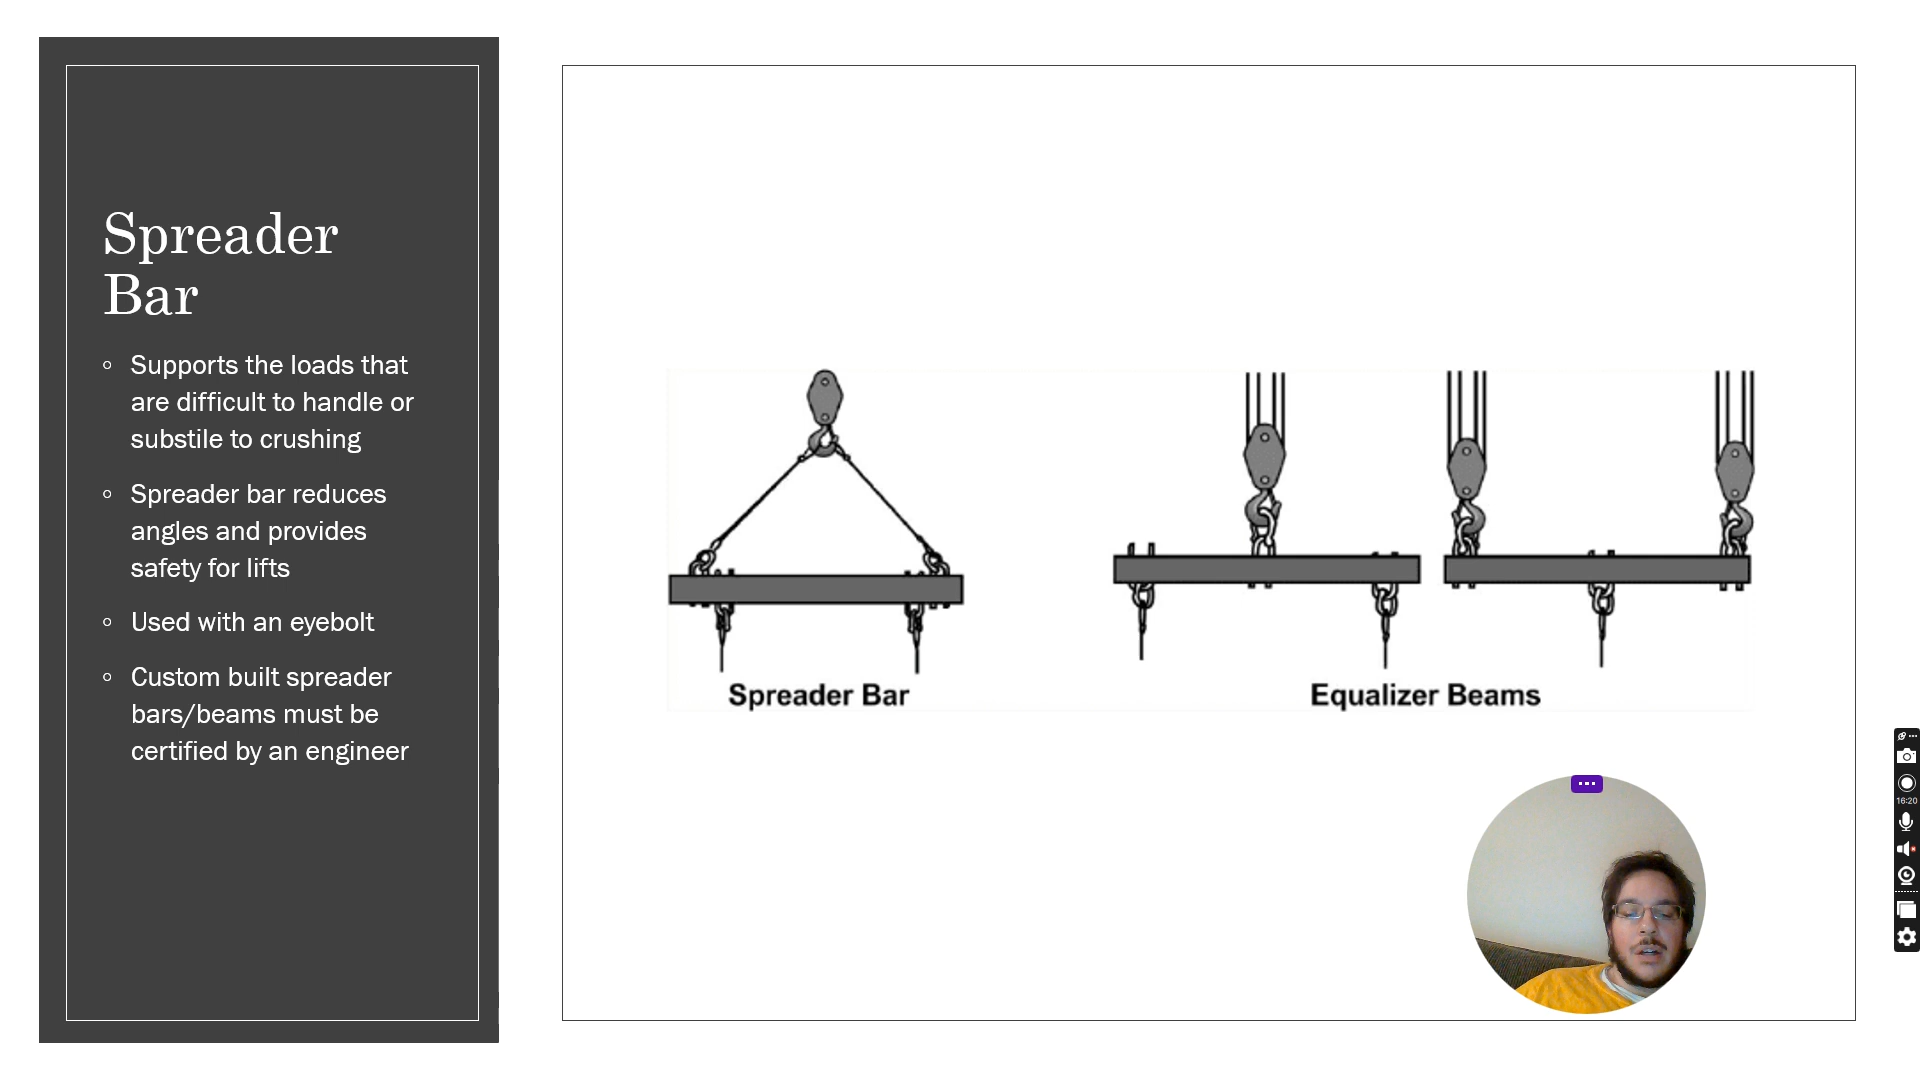 Spreader
Bar
Supports the loads that
are difficult to handle or
substile to crushing
Spreader bar reduces
angles and provides
safety for lifts
Used with an eyebolt
Custom built spreader
bars/beams must be
certified by an engineer
Spreader Bar
Equalizer Beams
16:20